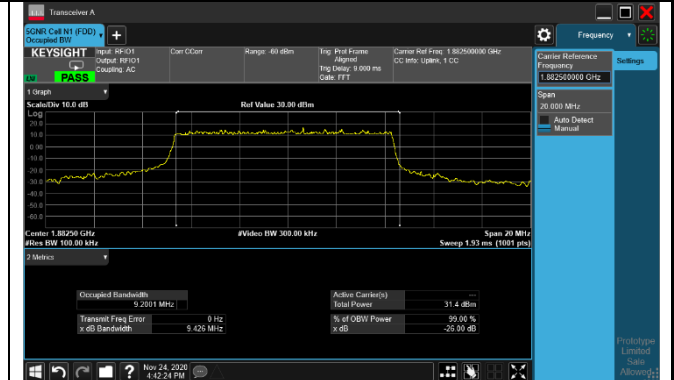 Transceiver A
5GNR Cell N1 (FDD)
Occupied BW
Frequency
KEYSIGHT
Input: RFIO1
Output: RFIO1
Coupling: AC
Corr CCorr
Range: -60 dBm
Trig: Prot Frame
Aligned
Trig Delay: 9.000 ms
Gate: FFT
Carrier Ref Freq: 1.882500000 GHz
CC Info: Uplink, 1 CC
PASS
Carrier Reference
Frequency
1.882500000 GHz
Settings
Span
20.000 MHz
Auto Detect
Manual
1 Graph
Scale/Div 10.0 dB
Ref Value 30.00 dBm
Log
20.0
10.0
0.00
-10.0
-20.0
-30.0
-40.0
-50.0
-60.0
Center 1.88250 GHz
#Video BW 300.00 kHz
Span 20 MHz
#Res BW 100.00 kHz
Sweep 1.93 ms (1001 pts)
2 Metrics
Occupied Bandwidth
9.2001 MHz
Active Carrier(s)
---
Total Power
31.4 dBm
Transmit Freq Error
0 Hz
% of OBW Power
99.00 %
x dB Bandwidth
9.426 MHz
x dB
-26.00 dB
Prototype
Limited
Sale
Allowed
Nov 24, 2020
4:42:24 PM